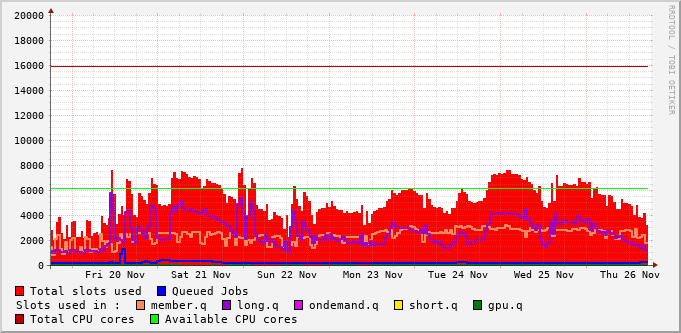 RRDTOOL / TOBI OETIKER
20000
18000
16000
14000
12000
10000
8000
6000
4000
2000
0
Fri 20 Nov Sat 21 Nov Sun 22 Nov Mon 23 Nov Tue 24 Nov Wed 25 Nov Thu 26 Nov
Total slots used Queued Jobs
Slots used in : member.q long.q ondemand.q short.q gpu.q
Total CPU cores Available CPU cores